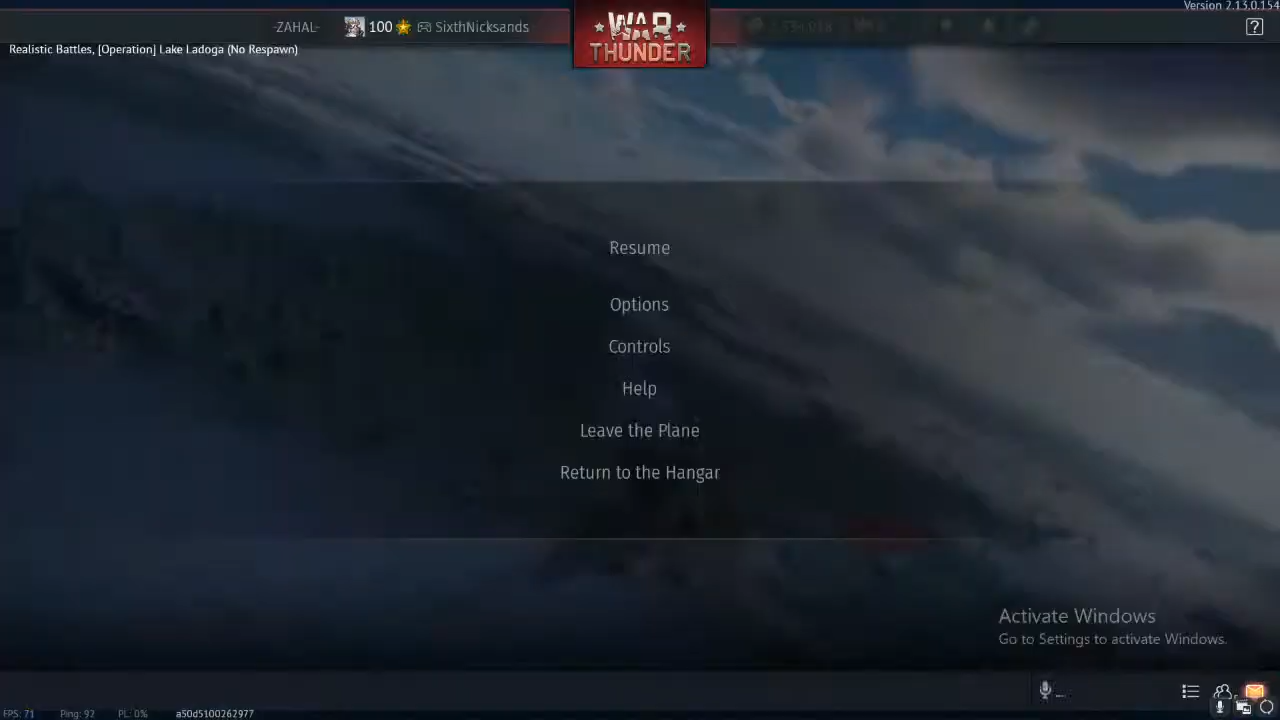 Version 2.13.0.154
-ZAHAL- 100 SixthNicksands
WAR
THUNDER
Realistic Battles, [Operation] Lake Ladoga (No Respawn)
Resume
Options
Controls
Help
Leave the Plane
Return to the Hangar
Activate Windows
Go to Settings to activate Windows.
FPS: 71 Ping: 92 PL: 0% a50d5100262977